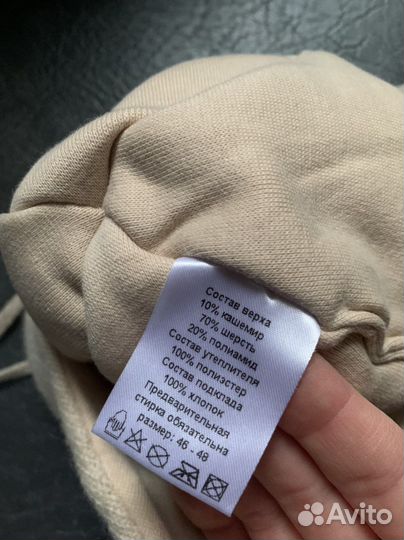 Состав верха
10% кашемир
70% шерсть
20% полиамид
Состав утеплителя
100% полиэстер
Состав подклада
100% хлопок
Предварительная
стирка обязательна
размер: 46 - 48
Avito